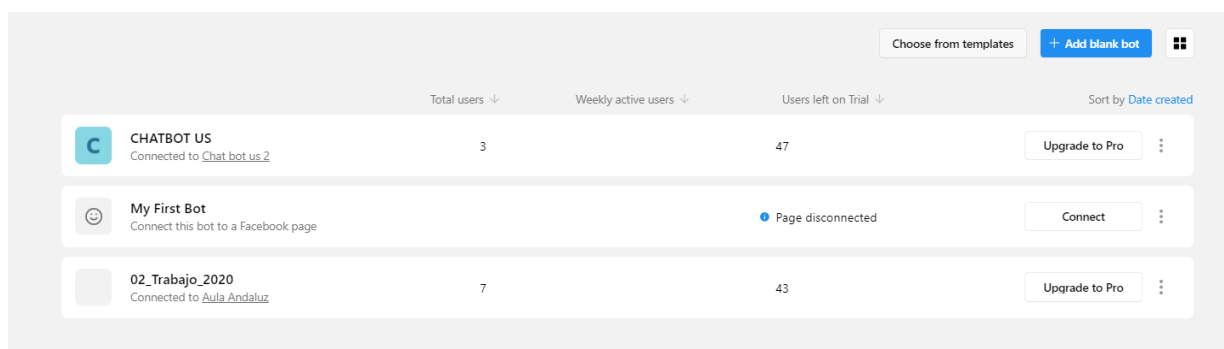 Choose from templates + Add blank bot
Total users ↓ Weekly active users ↓ Users left on Trial ↓ Sort by Date created
C
CHATBOT US
Connected to Chat bot us 2
3 47 Upgrade to Pro
My First Bot
Connect this bot to a Facebook page
Page disconnected Connect
02_Trabajo_2020
Connected to Aula Andaluz
7 43 Upgrade to Pro